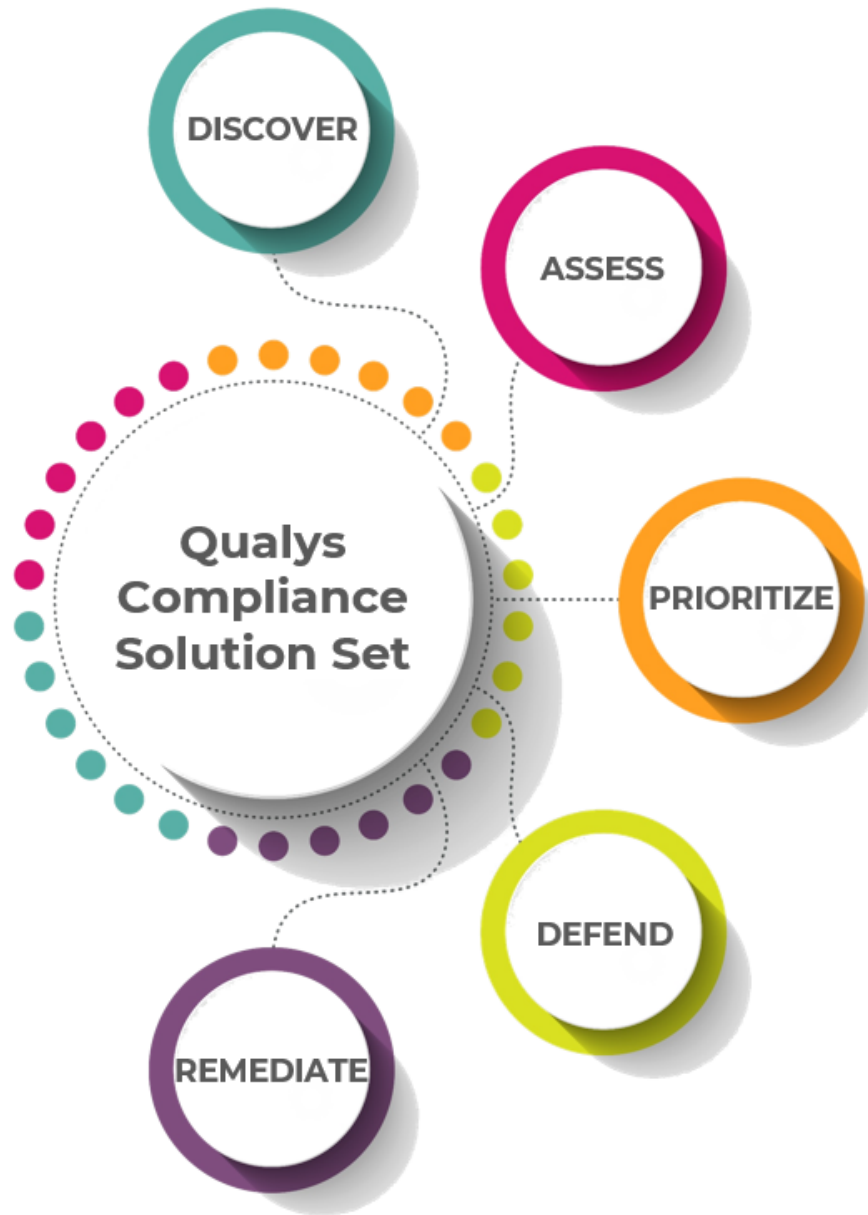 DISCOVER
ASSESS
Qualys
Compliance
Solution Set
PRIORITIZE
DEFEND
REMEDIATE